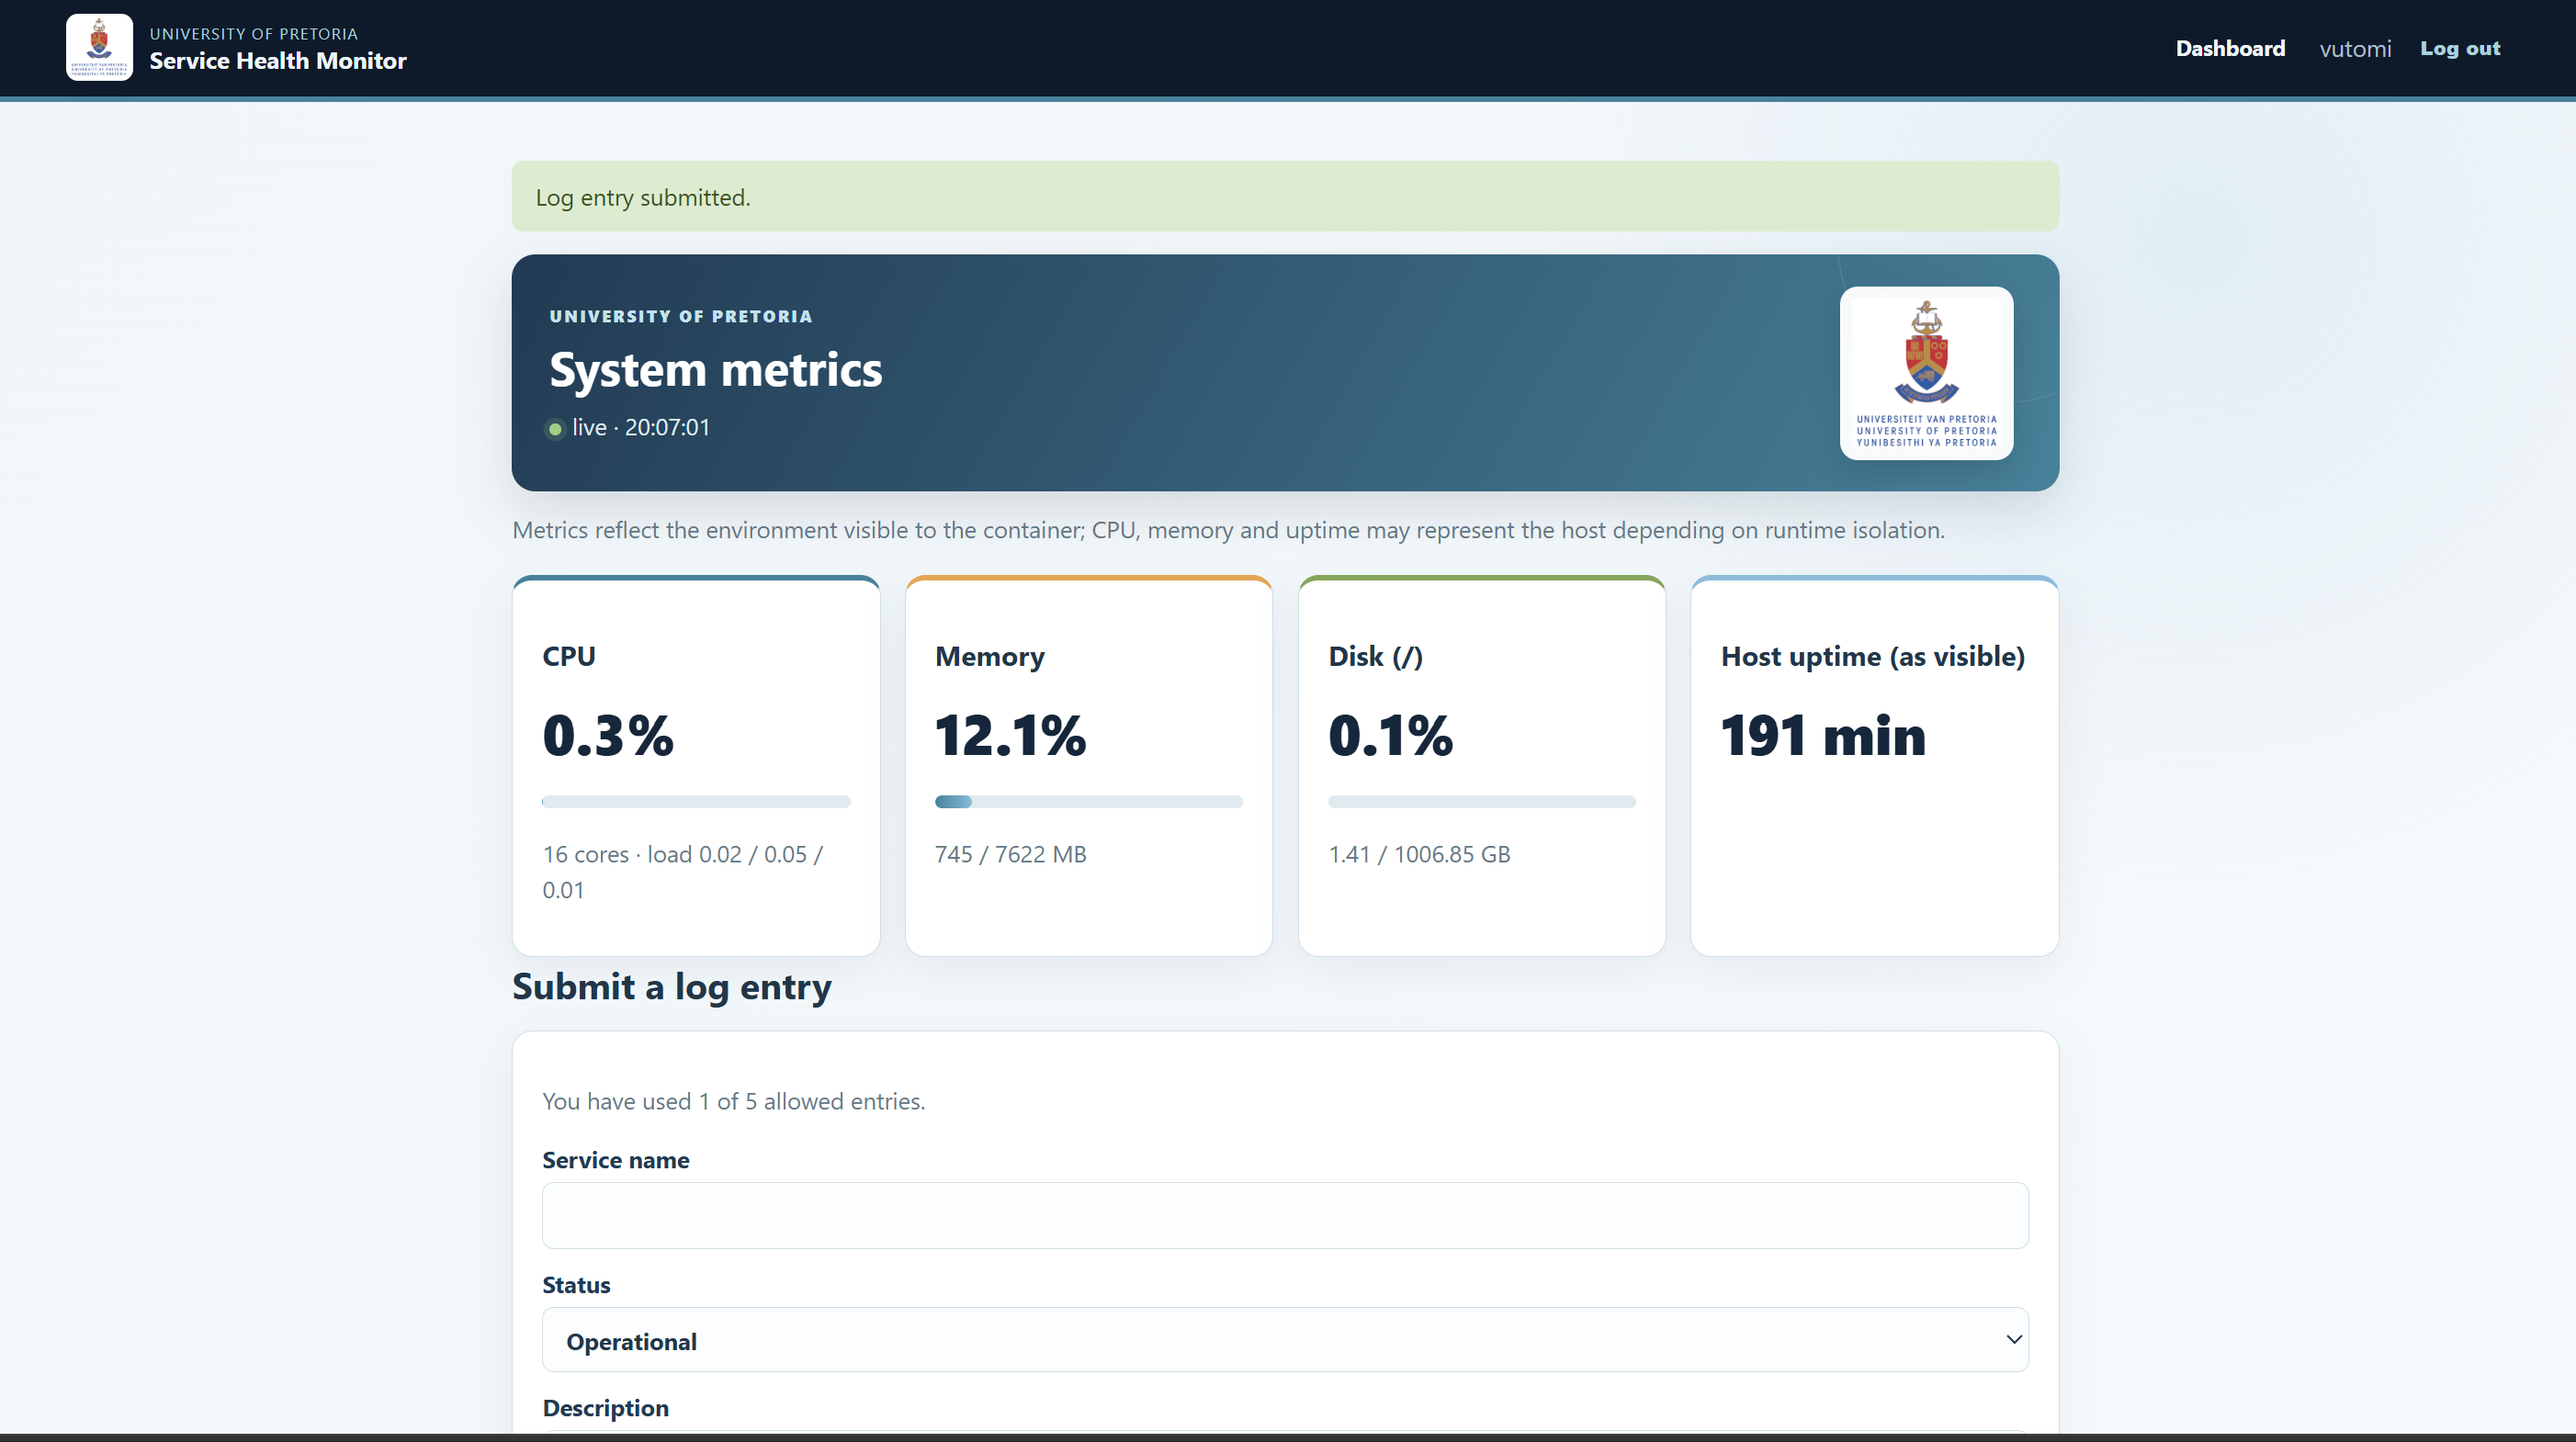 UNIVERSITY OF PRETORIA
Service Health Monitor
Dashboard vutomi Log out
Log entry submitted.
UNIVERSITY OF PRETORIA
System metrics
live · 20:07:01
UNIVERSITEIT VAN PRETORIA
UNIVERSITY OF PRETORIA
YUNIBESITHI YA PRETORIA
Metrics reflect the environment visible to the container; CPU, memory and uptime may represent the host depending on runtime isolation.
CPU
0.3%
16 cores · load 0.02 / 0.05 /
0.01
Memory
12.1%
745 / 7622 MB
Disk (/)
0.1%
1.41 / 1006.85 GB
Host uptime (as visible)
191 min
Submit a log entry
You have used 1 of 5 allowed entries.
Service name
Status
Operational
Description